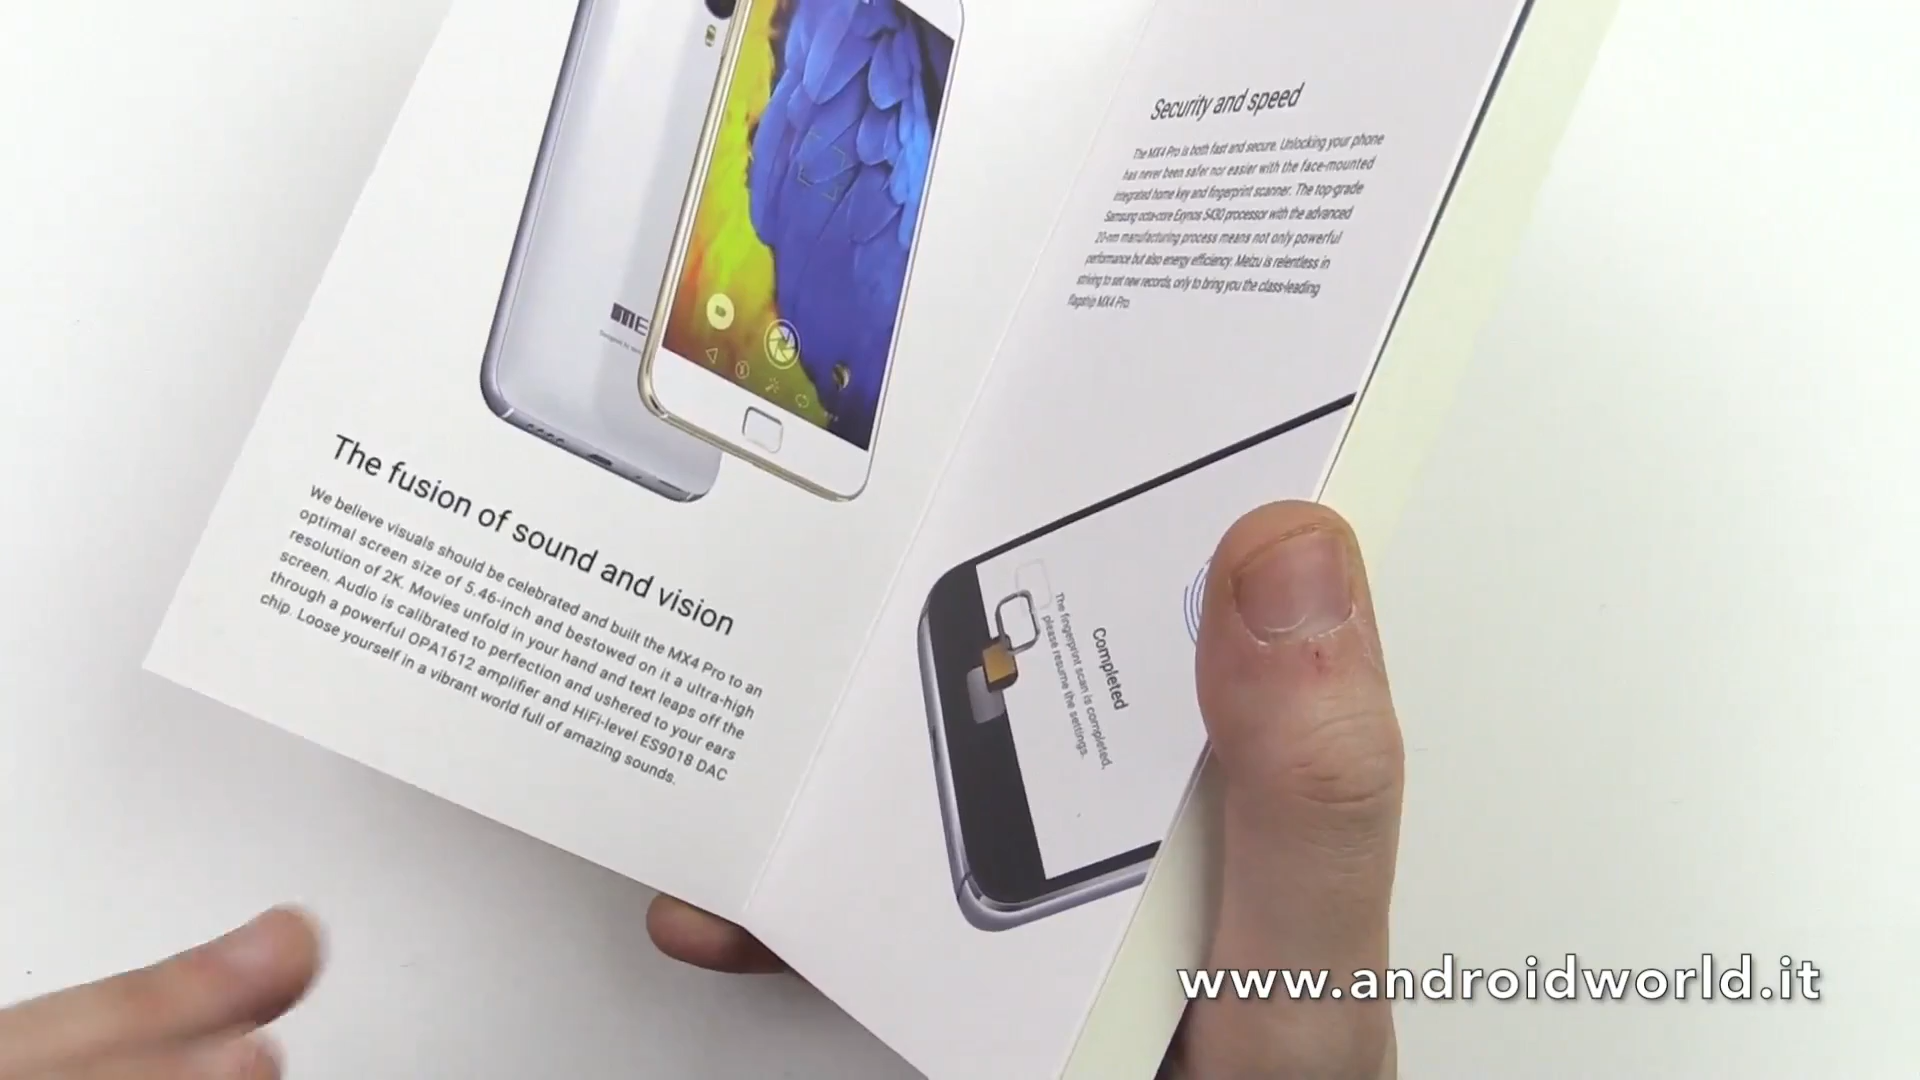 The fusion of sound and vision
We believe visuals should be celebrated and built the MX4 Pro to an
optimal screen size of 5.46-inch and bestowed on it a ultra-high
resolution of 2K. Movies unfold in your hand and text leaps off the
screen. Audio is calibrated to perfection and ushered to your ears
through a powerful OPA1612 amplifier and HiFi-level ES9018 DAC
chip. Loose yourself in a vibrant world full of amazing sounds.
Security and speed
The MX4 Pro is both fast and secure. Unlocking your phone
has never been safer nor easier with the face-mounted
integrated home key and fingerprint scanner. The top-grade
Samsung octa-core Exynos 5430 processor with the advanced
20-nm manufacturing process means not only powerful
performance but also energy efficiency. Meizu is relentless in
striving to set new records, only to bring you the class-leading
flagship MX4 Pro.
Completed
The fingerprint scan is completed,
please resume the settings.
www.androidworld.it